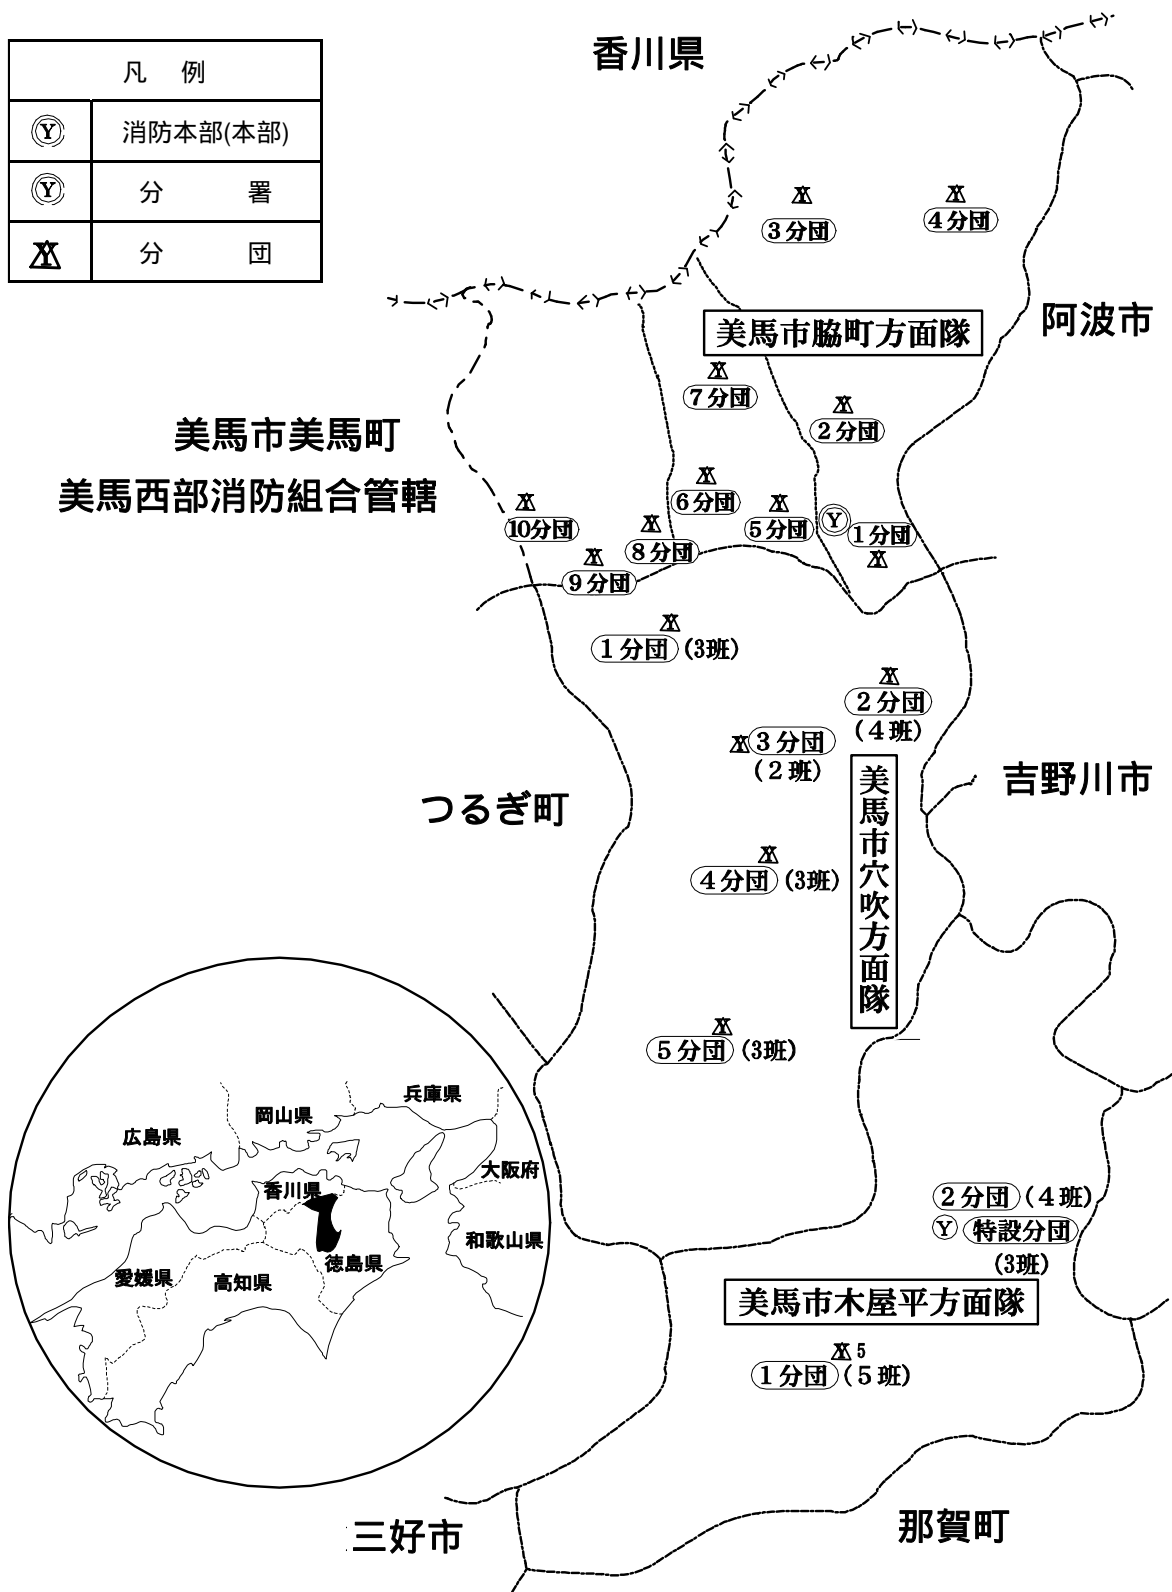 香川県
凡 例
Y 消防本部(本部)
Y 分 署
Y 分 団
3分団
4分団
阿波市
美馬市脇町方面隊
7分団
2分団
美馬市美馬町
美馬西部消防組合管轄
6分団
10分団
5分団
Y
1分団
8分団
9分団
1分団 (3班)
2分団
(4班)
3分団
(2班)
吉野川市
つるぎ町
美馬市穴吹方面隊
4分団 (3班)
5分団 (3班)
兵庫県
岡山県
広島県
大阪府
香川県
和歌山県
徳島県
愛媛県
高知県
2分団 (4班)
Y 特設分団
(3班)
美馬市木屋平方面隊
5
1分団 (5班)
三好市
那賀町